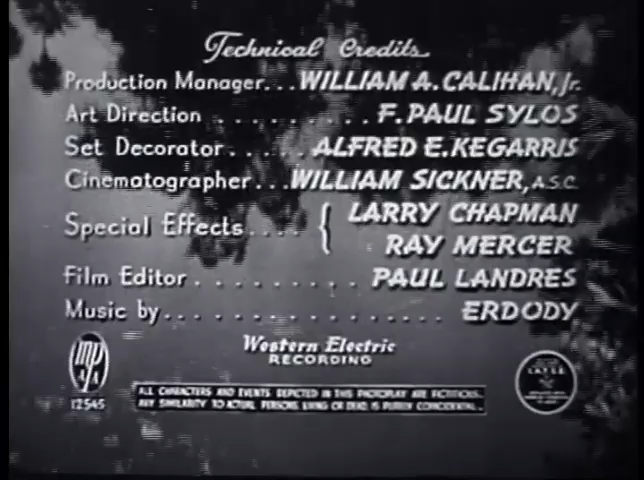 Technical Credits
Production Manager...WILLIAM A. CALIHAN, Jr.
Art Direction . . . . . . . . . F. PAUL SYLOS
Set Decorator..... ALFRED E. KEGARRIS
Cinematographer...WILLIAM SICKNER, A.S.C.
Special Effects.... { LARRY CHAPMAN
RAY MERCER
Film Editor . . . . . . . . . . PAUL LANDRES
Music by . . . . . . . . . . . . . . . . . ERDODY
Western Electric
RECORDING
12545
ALL CHARACTERS AND EVENTS DEPICTED IN THIS PHOTOPLAY ARE FICTITIOUS.
ANY SIMILARITY TO ACTUAL PERSONS, LIVING OR DEAD, IS PURELY COINCIDENTAL.
I.A.T.S.E.